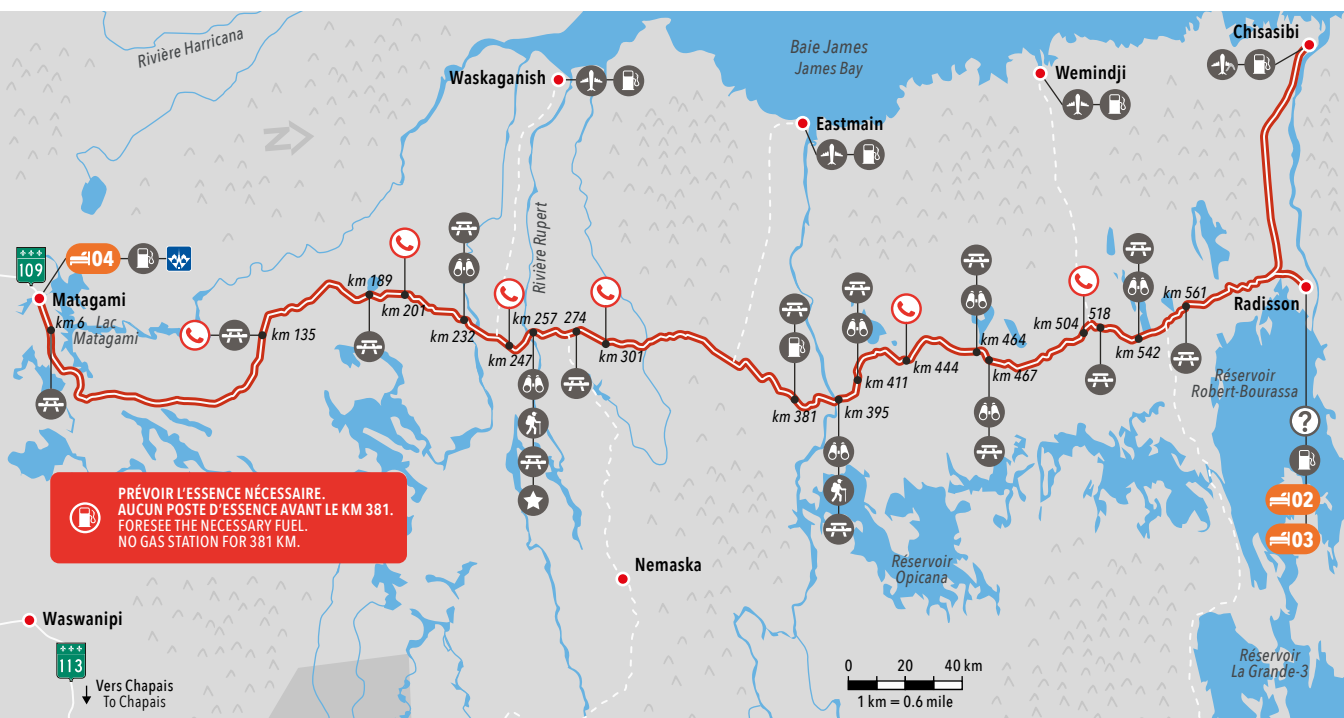 Rivière Harricana
Baie James
James Bay
Chisasibi
Waskaganish
Wemindji
Eastmain
N
109
04
Matagami
km 6
Lac
Matagami
km 135
km 189
km 201
km 232
km 247
Rivière Rupert
km 257
274
km 301
km 381
km 395
km 411
km 444
km 464
km 467
km 504
518
km 542
km 561
Radisson
Réservoir
Robert-Bourassa
?
02
03
PRÉVOIR L'ESSENCE NÉCESSAIRE.
AUCUN POSTE D'ESSENCE AVANT LE KM 381.
FORESEE THE NECESSARY FUEL.
NO GAS STATION FOR 381 KM.
Nemaska
Réservoir
Opicana
Waswanipi
113
Vers Chapais
To Chapais
0 20 40 km
1 km = 0.6 mile
Réservoir
La Grande-3